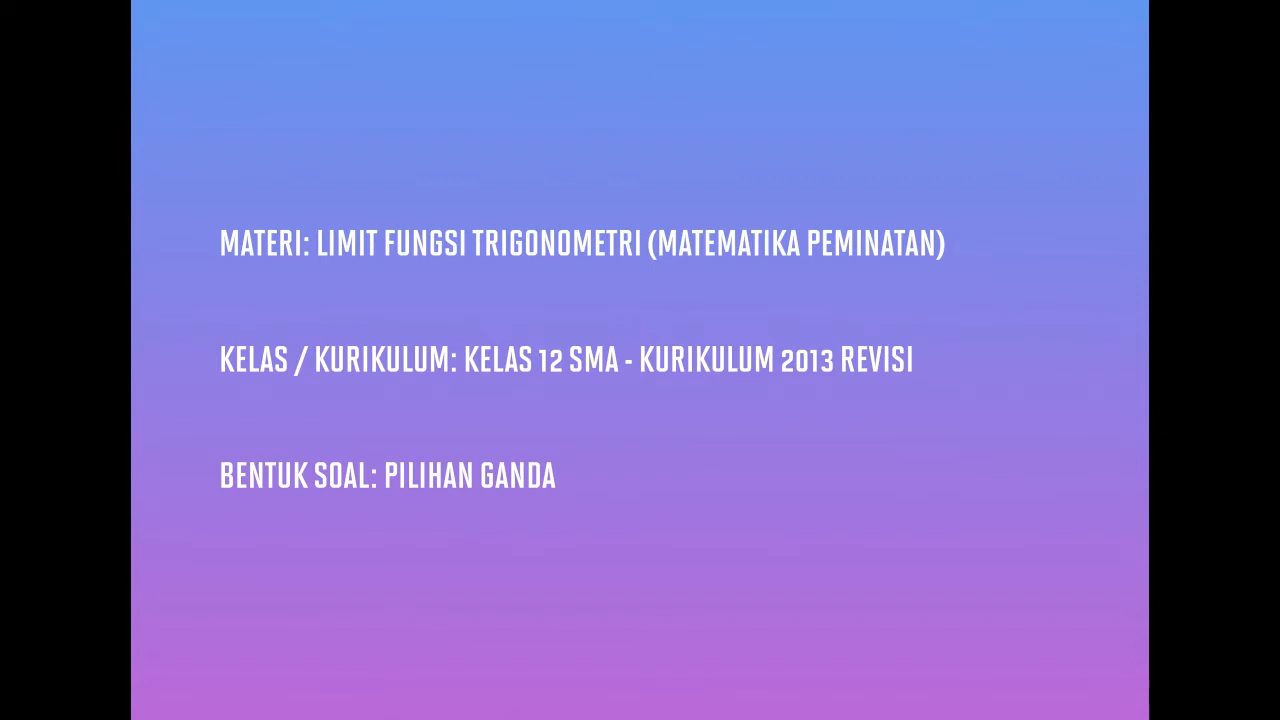 MATERI: LIMIT FUNGSI TRIGONOMETRI (MATEMATIKA PEMINATAN)
KELAS / KURIKULUM: KELAS 12 SMA - KURIKULUM 2013 REVISI
BENTUK SOAL: PILIHAN GANDA